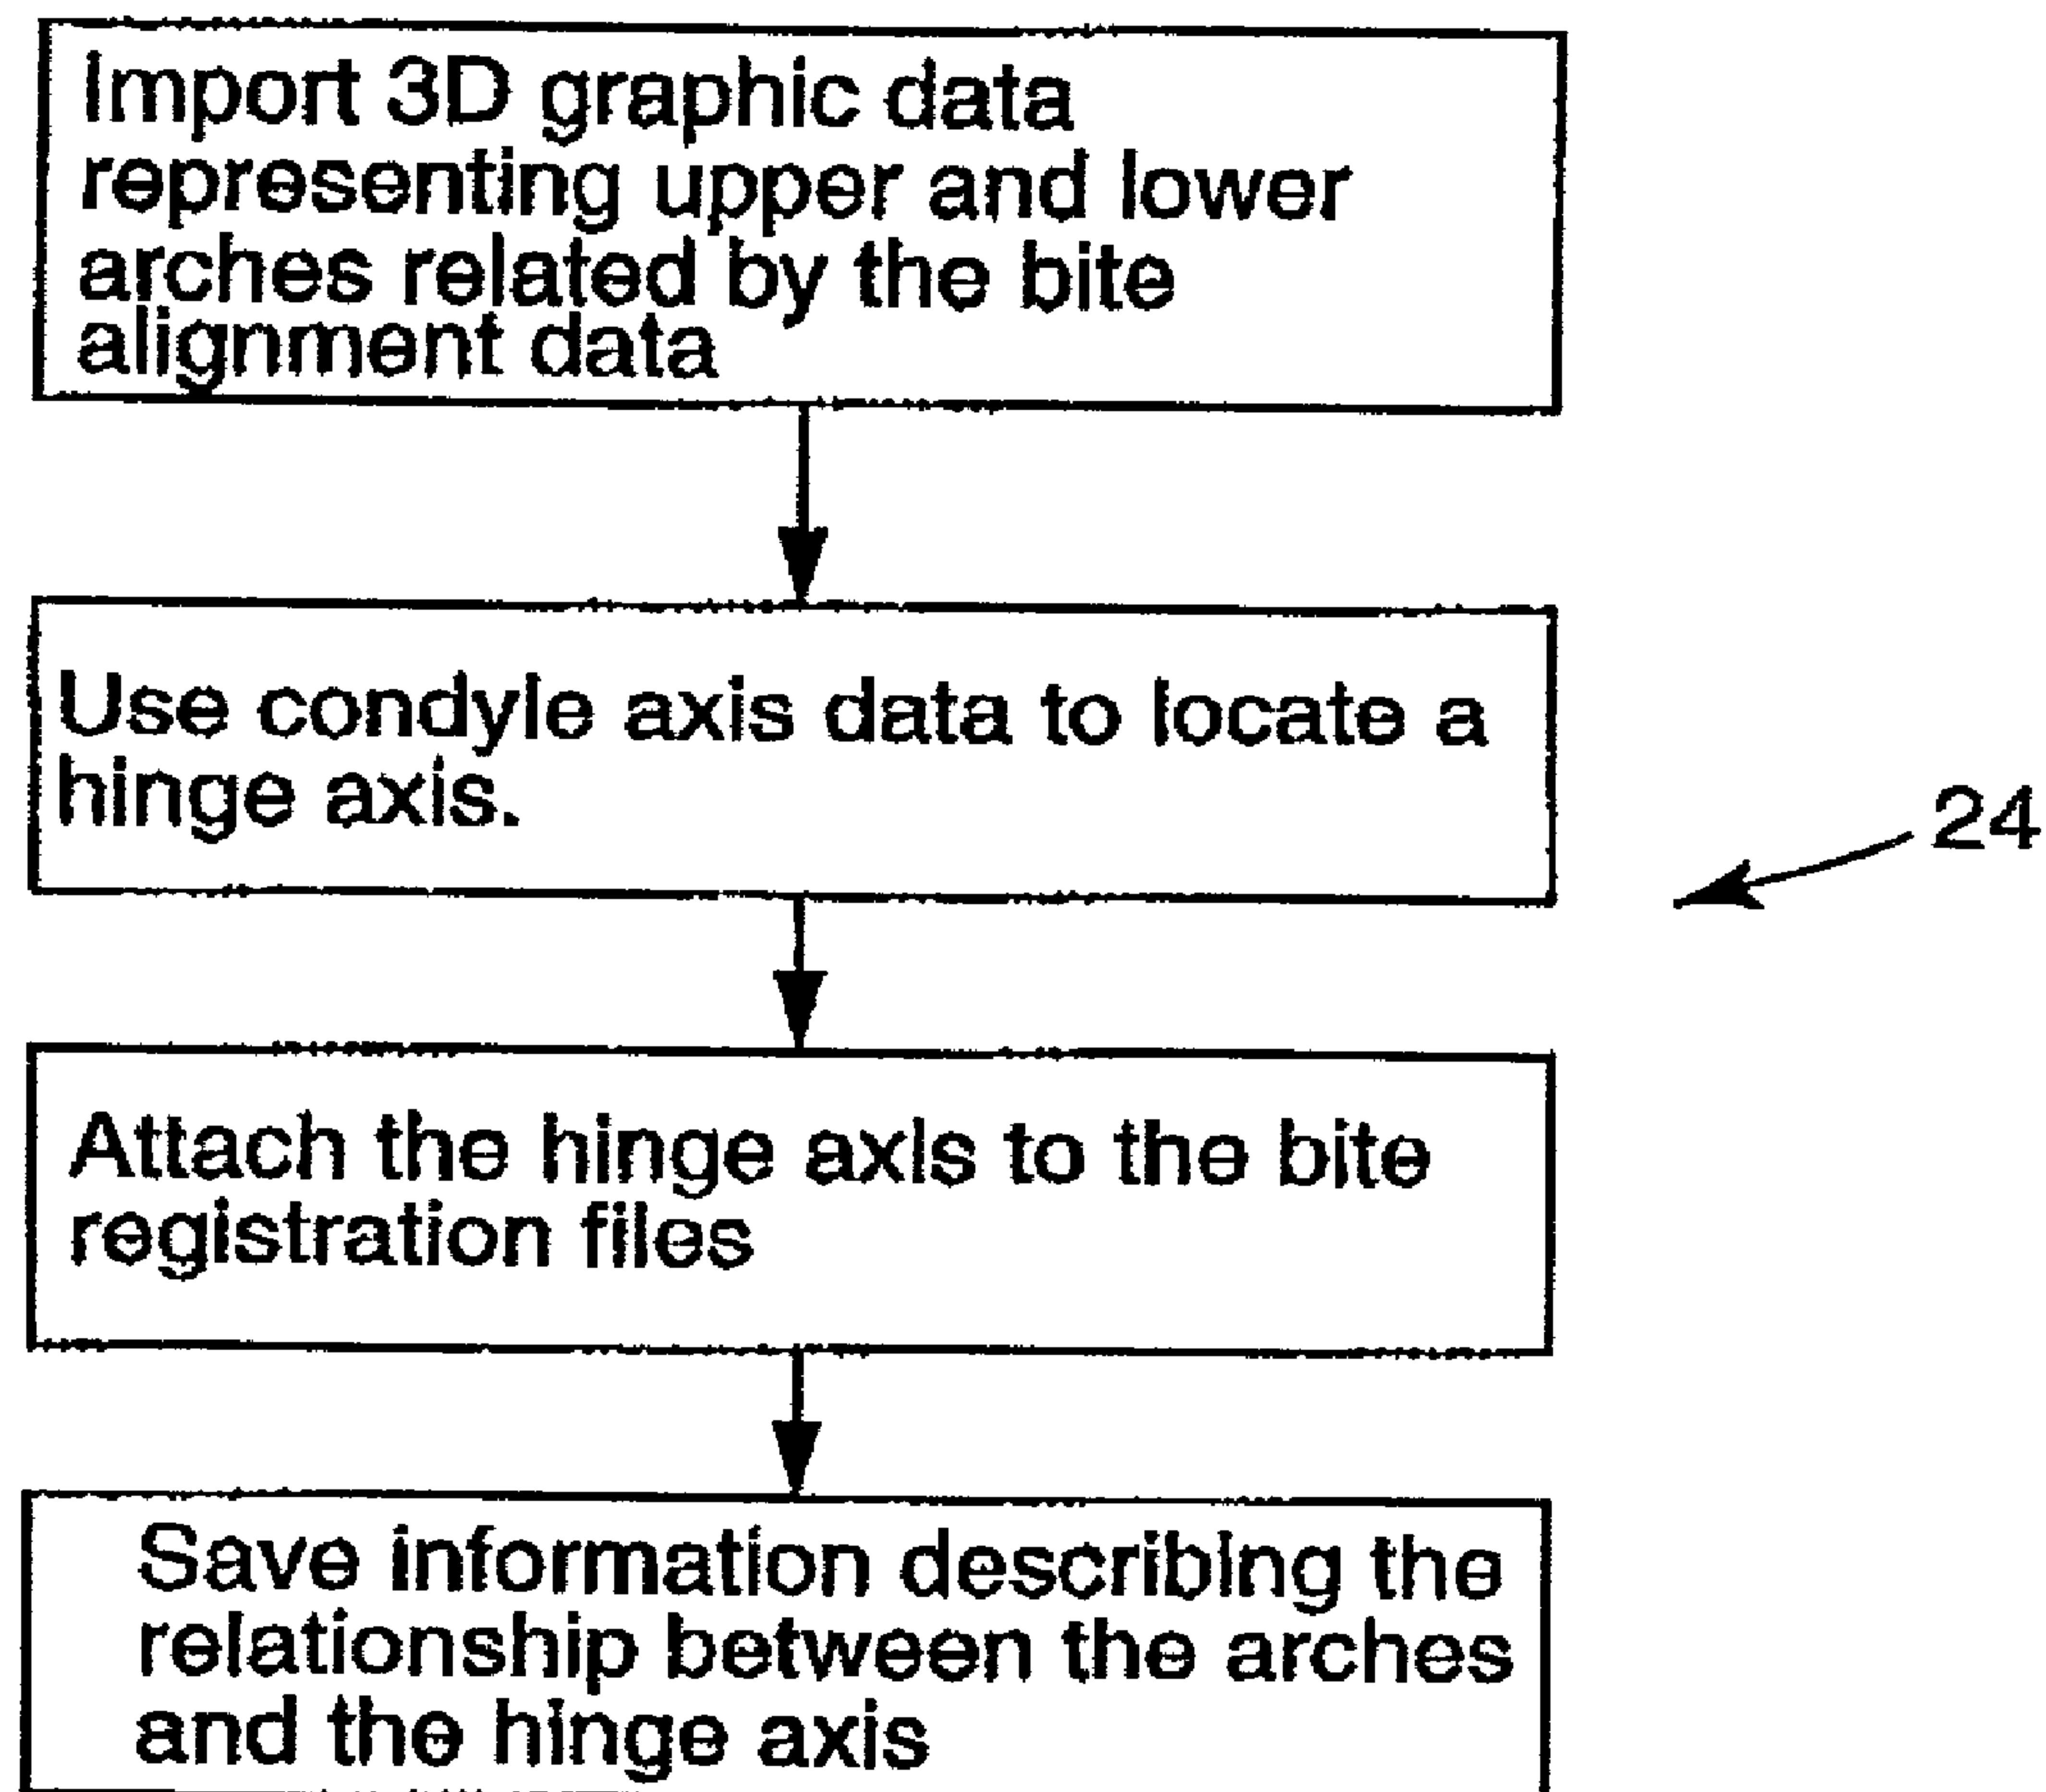 Import 3D graphic data
representing upper and lower
arches related by the bite
alignment data
Use condyle axis data to locate a
hinge axis.
24
Attach the hinge axis to the bite
registration files
Save information describing the
relationship between the arches
and the hinge axis